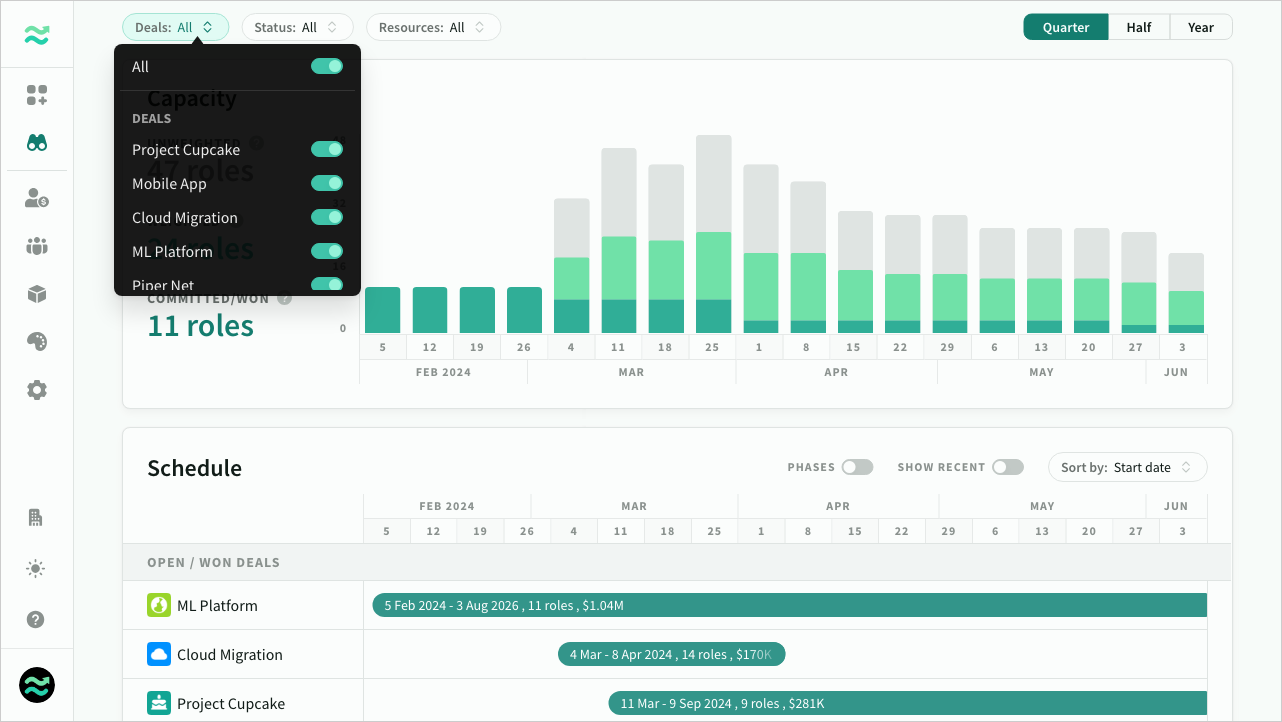 Deals: All
Status: All
Resources: All
Quarter
Half
Year
All
Capacity
DEALS
Project Cupcake
47 roles
Mobile App
Cloud Migration
ML Platform
roles
Piper Net
COMMITTED/WON ?
11 roles
0
5 12 19 26 4 11 18 25 1 8 15 22 29 6 13 20 27 3
FEB 2024 MAR APR MAY JUN
Schedule
PHASES
SHOW RECENT
Sort by: Start date
FEB 2024 MAR APR MAY JUN
5 12 19 26 4 11 18 25 1 8 15 22 29 6 13 20 27 3
OPEN / WON DEALS
ML Platform
5 Feb 2024 - 3 Aug 2026 , 11 roles , $1.04M
Cloud Migration
4 Mar - 8 Apr 2024 , 14 roles , $170K
Project Cupcake
11 Mar - 9 Sep 2024 , 9 roles , $281K
?